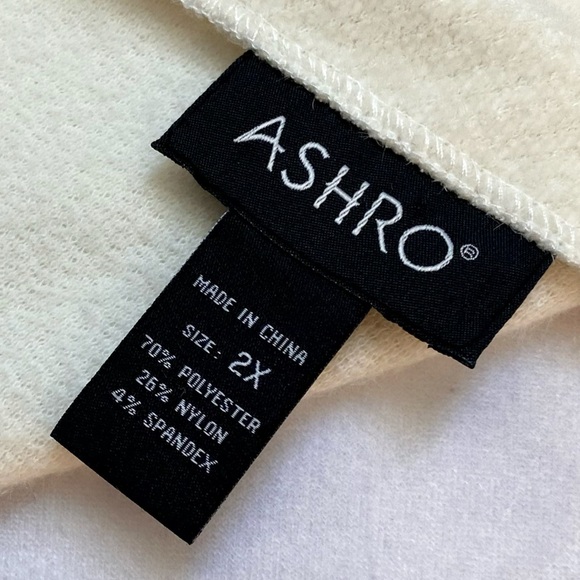 ASHRO®
MADE IN CHINA
SIZE: 2X
70% POLYESTER
26% NYLON
4% SPANDEX